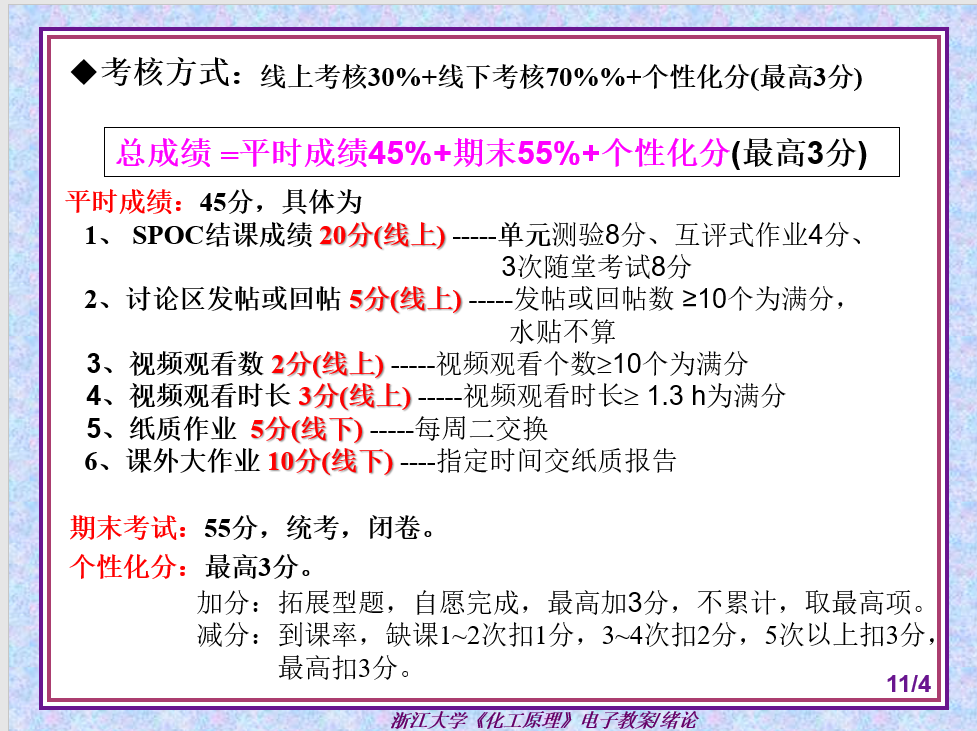 ◆考核方式：线上考核30%+线下考核70%%+个性化分(最高3分)
总成绩 =平时成绩45%+期末55%+个性化分(最高3分)
平时成绩：45分，具体为
1、 SPOC结课成绩 20分(线上) -----单元测验8分、互评式作业4分、
3次随堂考试8分
2、讨论区发帖或回帖 5分(线上) -----发帖或回帖数 ≥10个为满分，
水贴不算
3、视频观看数 2分(线上) -----视频观看个数≥10个为满分
4、视频观看时长 3分(线上) -----视频观看时长≥ 1.3 h为满分
5、纸质作业 5分(线下) -----每周二交换
6、课外大作业 10分(线下) ----指定时间交纸质报告
期末考试：55分，统考，闭卷。
个性化分：最高3分。
加分：拓展型题，自愿完成，最高加3分，不累计，取最高项。
减分：到课率，缺课1~2次扣1分，3~4次扣2分，5次以上扣3分，
最高扣3分。
11/4
浙江大学《化工原理》电子教案/绪论